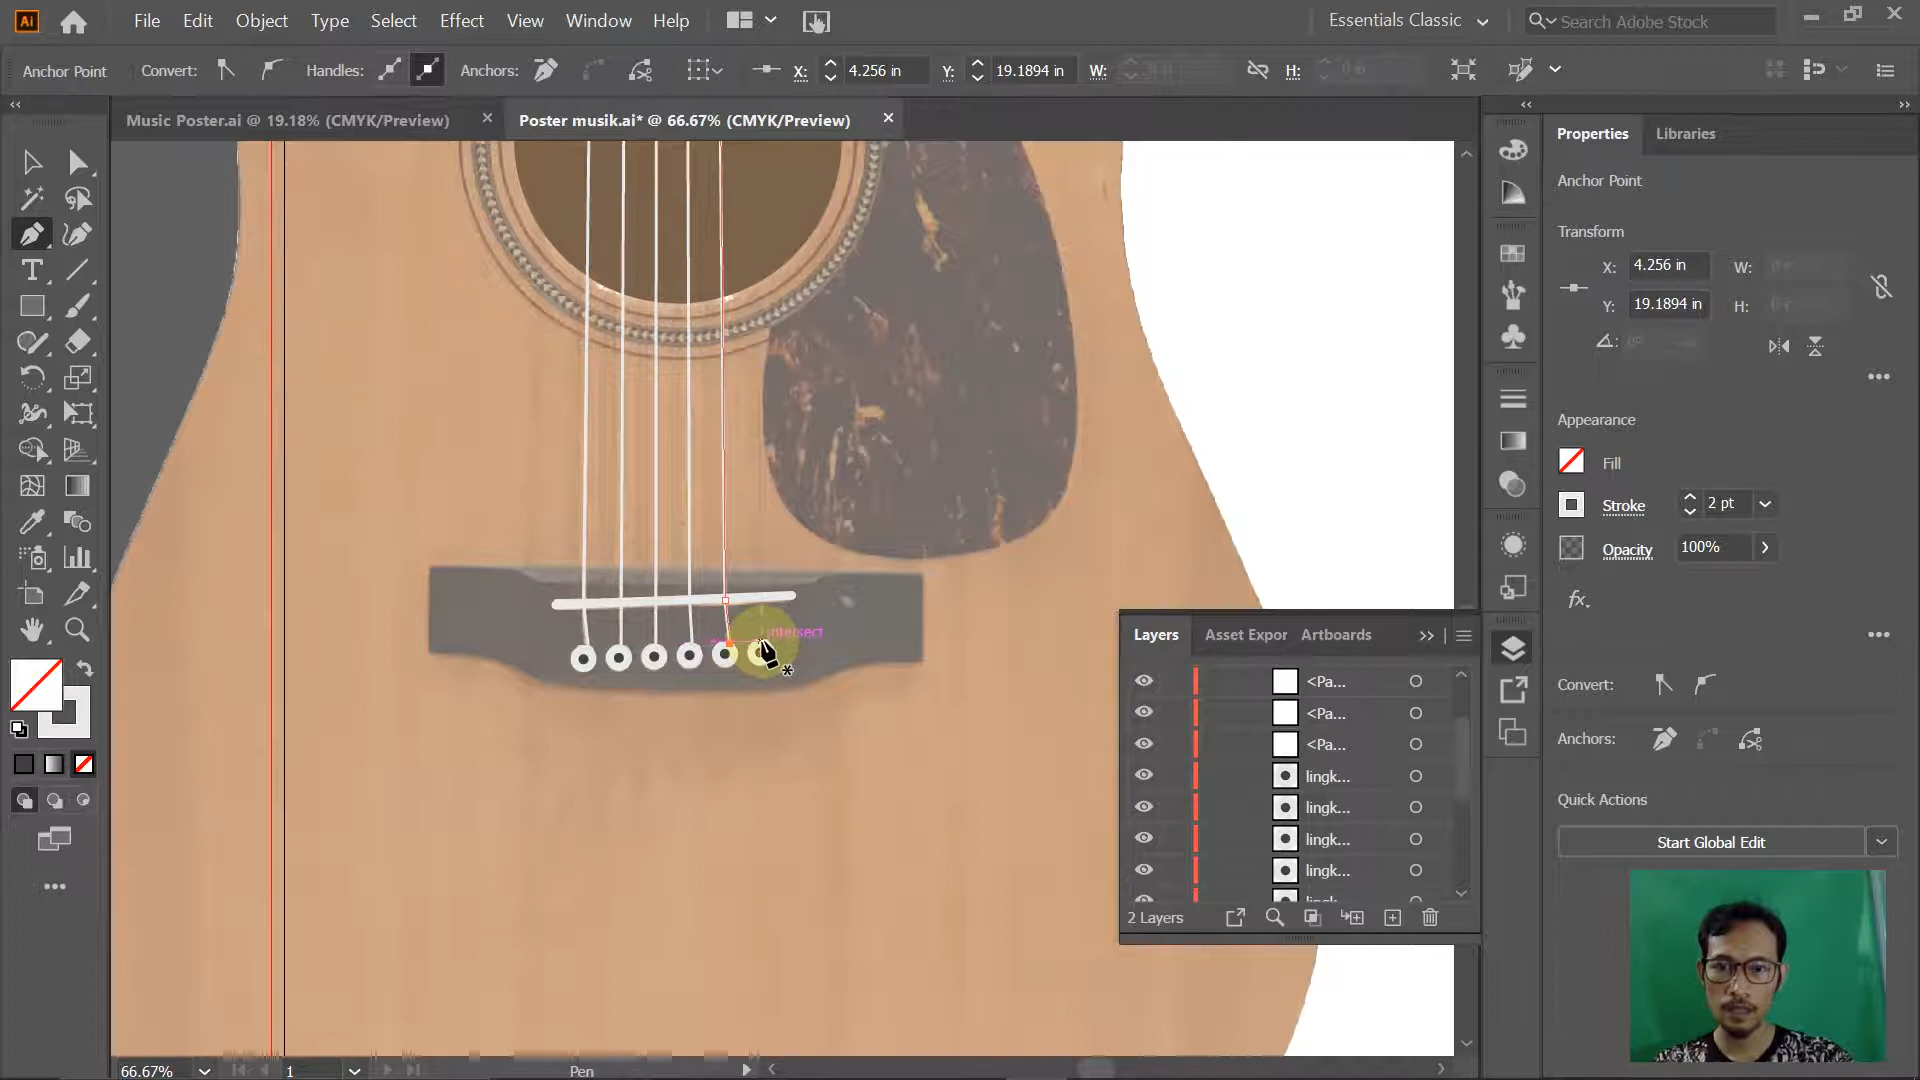 Ai File Edit Object Type Select Effect View Window Help Essentials Classic Search Adobe Stock
Anchor Point Convert: Handles: Anchors: X: 4.256 in Y: 19.1894 in W: H:
Music Poster.ai @ 19.18% (CMYK/Preview) Poster musik.ai* @ 66.67% (CMYK/Preview)
Properties Libraries
Anchor Point
Transform
X: 4.256 in W:
Y: 19.1894 in H:
Appearance
Fill
Stroke 2 pt
Opacity 100%
fx.
intersect
Layers Asset Expor Artboards
<Pa...
<Pa...
<Pa...
lingk...
lingk...
lingk...
lingk...
2 Layers
Convert:
Anchors:
Quick Actions
Start Global Edit
66.67% 1 Pen